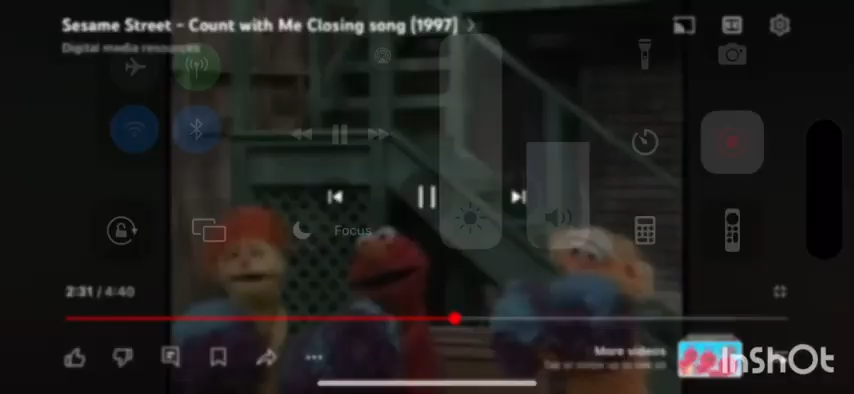 Sesame Street - Count with Me Closing song (1997)
Digital media resources
Focus
2:31 / 4:40
More videos
InShOt